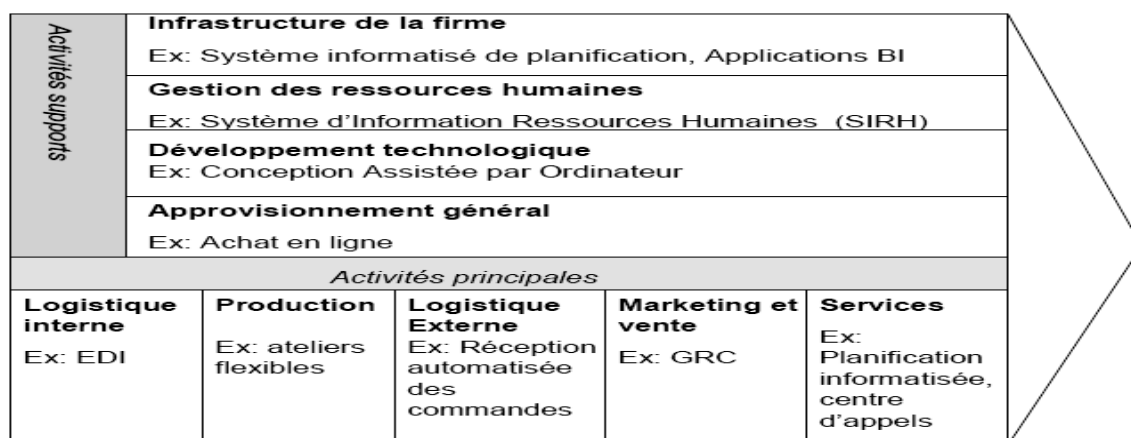 Activités supports
Infrastructure de la firme
Ex: Système informatisé de planification, Applications BI
Gestion des ressources humaines
Ex: Système d'Information Ressources Humaines (SIRH)
Développement technologique
Ex: Conception Assistée par Ordinateur
Approvisionnement général
Ex: Achat en ligne
Activités principales
Logistique
interne
Ex: EDI
Production
Ex: ateliers
flexibles
Logistique
Externe
Ex: Réception
automatisée
des
commandes
Marketing et
vente
Ex: GRC
Services
Ex:
Planification
informatisée,
centre
d'appels